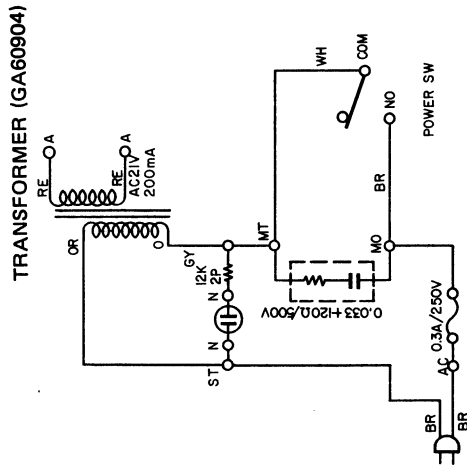 TRANSFORMER (GA60904)
A
A
RE
RE
AC21V
200mA
OR
O
GY
12K
2P
N
N
ST
MT
WH
COM
NO
POWER SW
BR
MO
0.033+120Ω/500V
AC 0.3A/250V
BR
BR